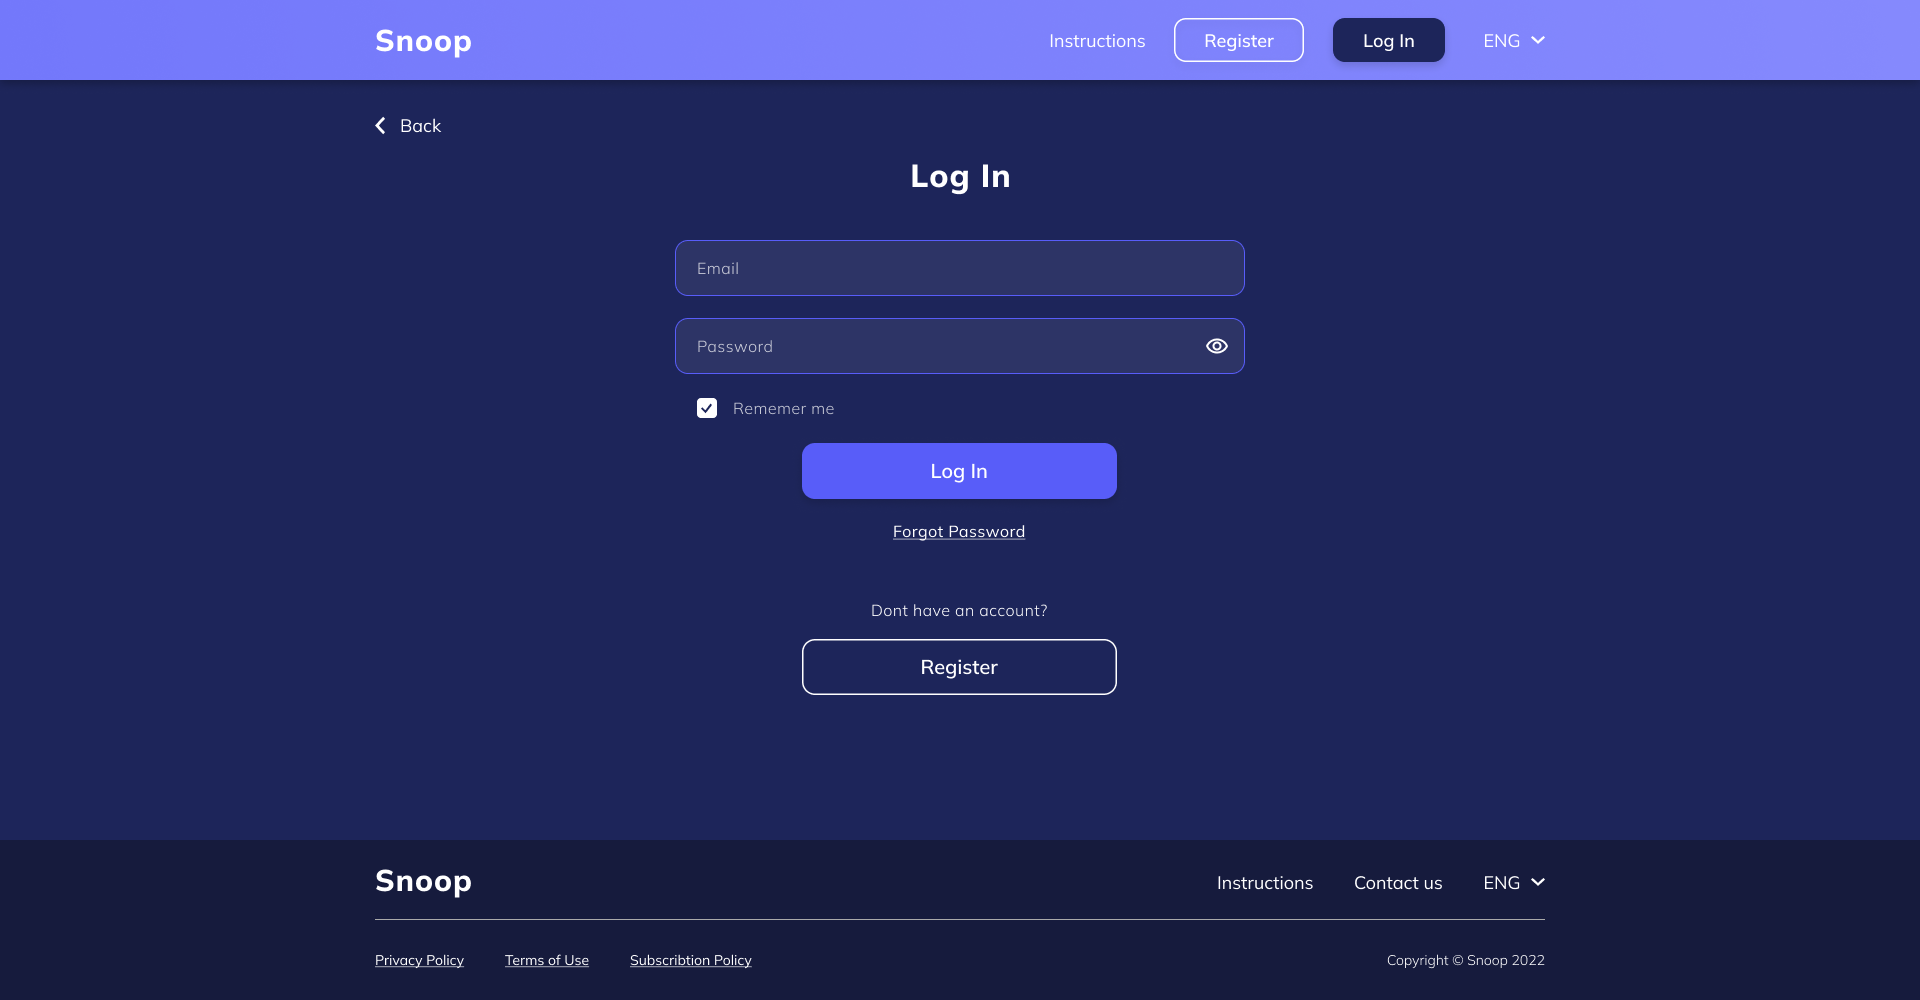 Snoop
Instructions
Register
Log In
ENG
Back
Log In
Email
Password
Rememer me
Log In
Forgot Password
Dont have an account?
Register
Snoop
Instructions
Contact us
ENG
Privacy Policy
Terms of Use
Subscribtion Policy
Copyright © Snoop 2022